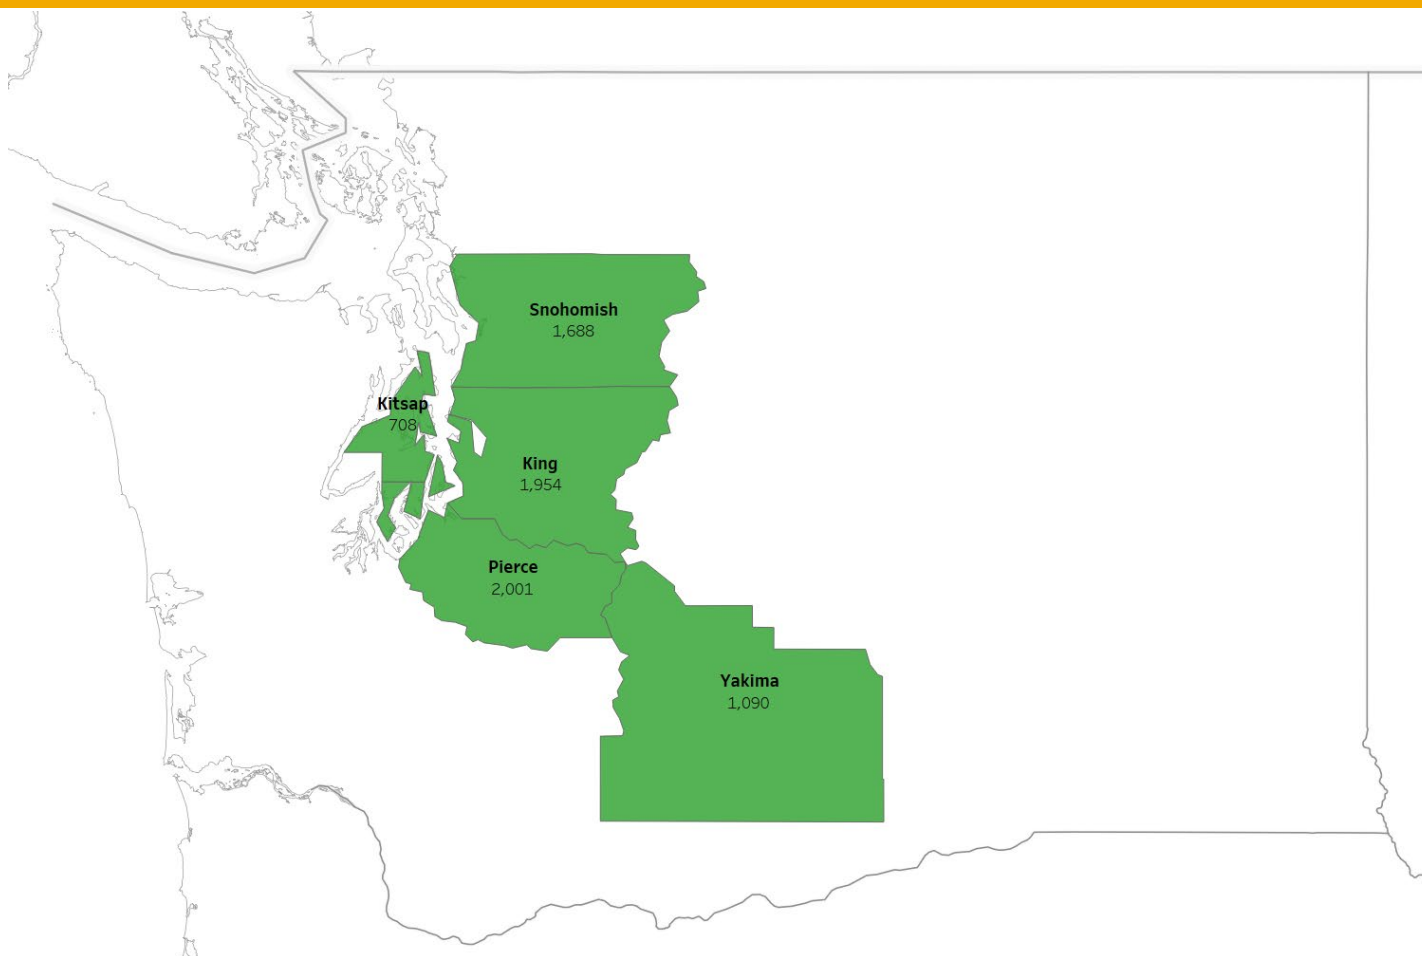 Snohomish
1,688
Kitsap
708
King
1,954
Pierce
2,001
Yakima
1,090